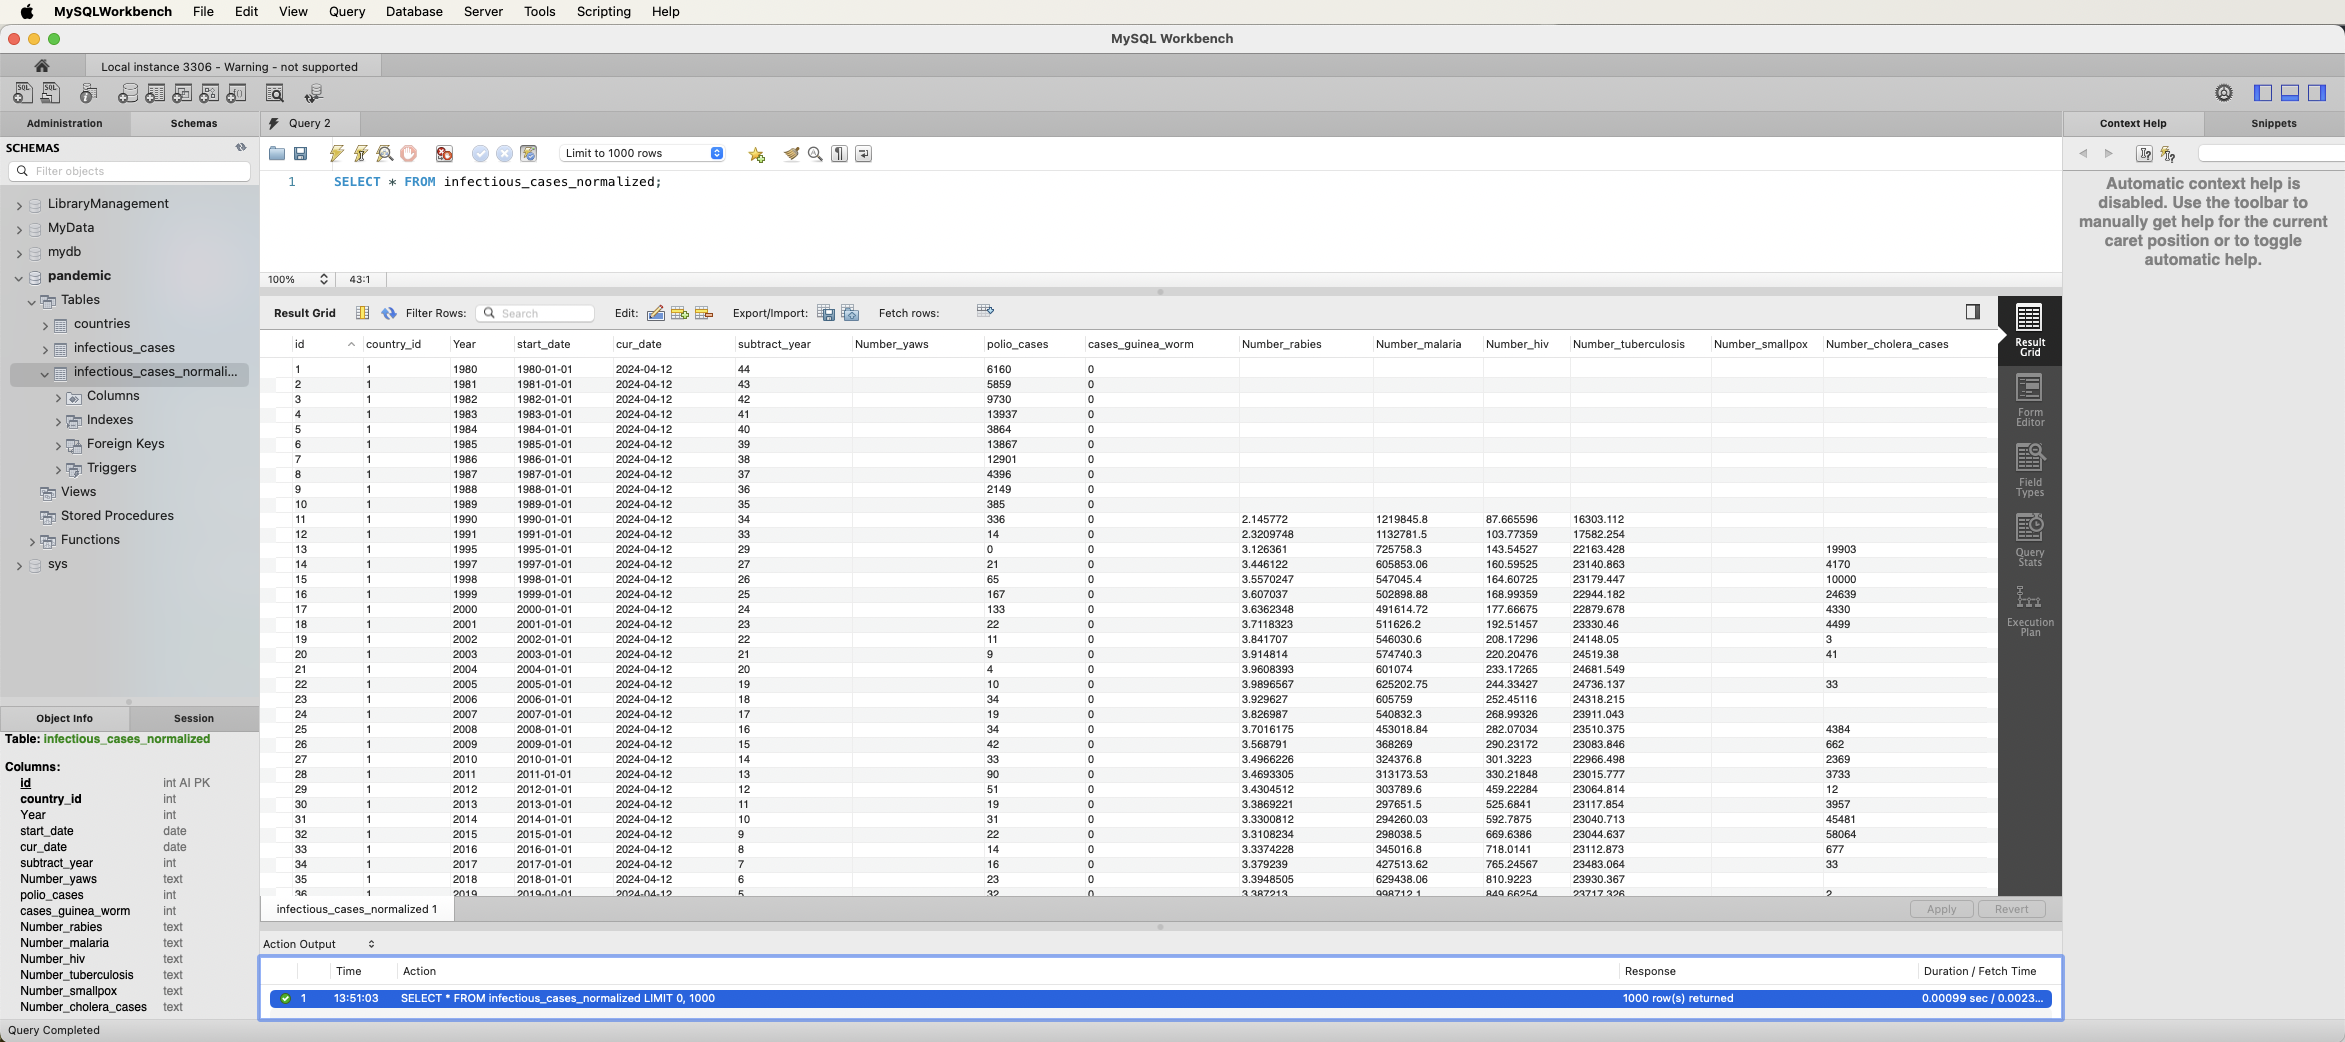 MySQLWorkbench File Edit View Query Database Server Tools Scripting Help
MySQL Workbench
Local instance 3306 - Warning - not supported
Administration Schemas
SCHEMAS
Filter objects
LibraryManagement
MyData
mydb
pandemic
Tables
countries
infectious_cases
infectious_cases_normali...
Columns
Indexes
Foreign Keys
Triggers
Views
Stored Procedures
Functions
sys
Object Info Session
Table: infectious_cases_normalized
Columns:
id int AI PK
country_id int
Year int
start_date date
cur_date date
subtract_year int
Number_yaws text
polio_cases int
cases_guinea_worm int
Number_rabies text
Number_malaria text
Number_hiv text
Number_tuberculosis text
Number_smallpox text
Number_cholera_cases text
Query Completed
Query 2
Limit to 1000 rows
1 SELECT * FROM infectious_cases_normalized;
100% 43:1
Result Grid Filter Rows: Search Edit: Export/Import: Fetch rows:
id country_id Year start_date cur_date subtract_year Number_yaws polio_cases cases_guinea_worm Number_rabies Number_malaria Number_hiv Number_tuberculosis Number_smallpox Number_cholera_cases
1 1 1980 1980-01-01 2024-04-12 44 6160 0
2 1 1981 1981-01-01 2024-04-12 43 5859 0
3 1 1982 1982-01-01 2024-04-12 42 9730 0
4 1 1983 1983-01-01 2024-04-12 41 13937 0
5 1 1984 1984-01-01 2024-04-12 40 3864 0
6 1 1985 1985-01-01 2024-04-12 39 13867 0
7 1 1986 1986-01-01 2024-04-12 38 12901 0
8 1 1987 1987-01-01 2024-04-12 37 4396 0
9 1 1988 1988-01-01 2024-04-12 36 2149 0
10 1 1989 1989-01-01 2024-04-12 35 385 0
11 1 1990 1990-01-01 2024-04-12 34 336 0 2.145772 1219845.8 87.665596 16303.112
12 1 1991 1991-01-01 2024-04-12 33 14 0 2.3209748 1132781.5 103.77359 17582.254
13 1 1995 1995-01-01 2024-04-12 29 0 0 3.126361 725758.3 143.54527 22163.428 19903
14 1 1997 1997-01-01 2024-04-12 27 21 0 3.446122 605853.06 160.59525 23140.863 4170
15 1 1998 1998-01-01 2024-04-12 26 65 0 3.5570247 547045.4 164.60725 23179.447 10000
16 1 1999 1999-01-01 2024-04-12 25 167 0 3.607037 502898.88 168.99359 22944.182 24639
17 1 2000 2000-01-01 2024-04-12 24 133 0 3.6362348 491614.72 177.66675 22879.678 4330
18 1 2001 2001-01-01 2024-04-12 23 22 0 3.7118323 511626.2 192.51457 23330.46 4499
19 1 2002 2002-01-01 2024-04-12 22 11 0 3.841707 546030.6 208.17296 24148.05 3
20 1 2003 2003-01-01 2024-04-12 21 9 0 3.914814 574740.3 220.20476 24519.38 41
21 1 2004 2004-01-01 2024-04-12 20 4 0 3.9608393 601074 233.17265 24681.549
22 1 2005 2005-01-01 2024-04-12 19 10 0 3.9896567 625202.75 244.33427 24736.137 33
23 1 2006 2006-01-01 2024-04-12 18 34 0 3.929627 605759 252.45116 24318.215
24 1 2007 2007-01-01 2024-04-12 17 19 0 3.826987 540832.3 268.99326 23911.043
25 1 2008 2008-01-01 2024-04-12 16 34 0 3.7016175 453018.84 282.07034 23510.375 4384
26 1 2009 2009-01-01 2024-04-12 15 42 0 3.568791 368269 290.23172 23083.846 662
27 1 2010 2010-01-01 2024-04-12 14 33 0 3.4966226 324376.8 301.3223 22966.498 2369
28 1 2011 2011-01-01 2024-04-12 13 90 0 3.4693305 313173.53 330.21848 23015.777 3733
29 1 2012 2012-01-01 2024-04-12 12 51 0 3.4304512 303789.6 459.22284 23064.814 12
30 1 2013 2013-01-01 2024-04-12 11 19 0 3.3869221 297651.5 525.6841 23117.854 3957
31 1 2014 2014-01-01 2024-04-12 10 31 0 3.3300812 294260.03 592.7875 23040.713 45481
32 1 2015 2015-01-01 2024-04-12 9 22 0 3.3108234 298038.5 669.6386 23044.637 58064
33 1 2016 2016-01-01 2024-04-12 8 14 0 3.3374228 345016.8 718.0141 23112.873 677
34 1 2017 2017-01-01 2024-04-12 7 16 0 3.379239 427513.62 765.24567 23483.064 33
35 1 2018 2018-01-01 2024-04-12 6 23 0 3.3948505 629438.06 810.9223 23930.367
36 1 2019 2019-01-01 2024-04-12 5 32 0 3.387213 998712.1 849.66254 23717.326 2
Result Grid
Form Editor
Field Types
Query Stats
Execution Plan
infectious_cases_normalized 1 Apply Revert
Action Output
Time Action Response Duration / Fetch Time
1 13:51:03 SELECT * FROM infectious_cases_normalized LIMIT 0, 1000 1000 row(s) returned 0.00099 sec / 0.0023...
Context Help Snippets
Automatic context help is
disabled. Use the toolbar to
manually get help for the current
caret position or to toggle
automatic help.